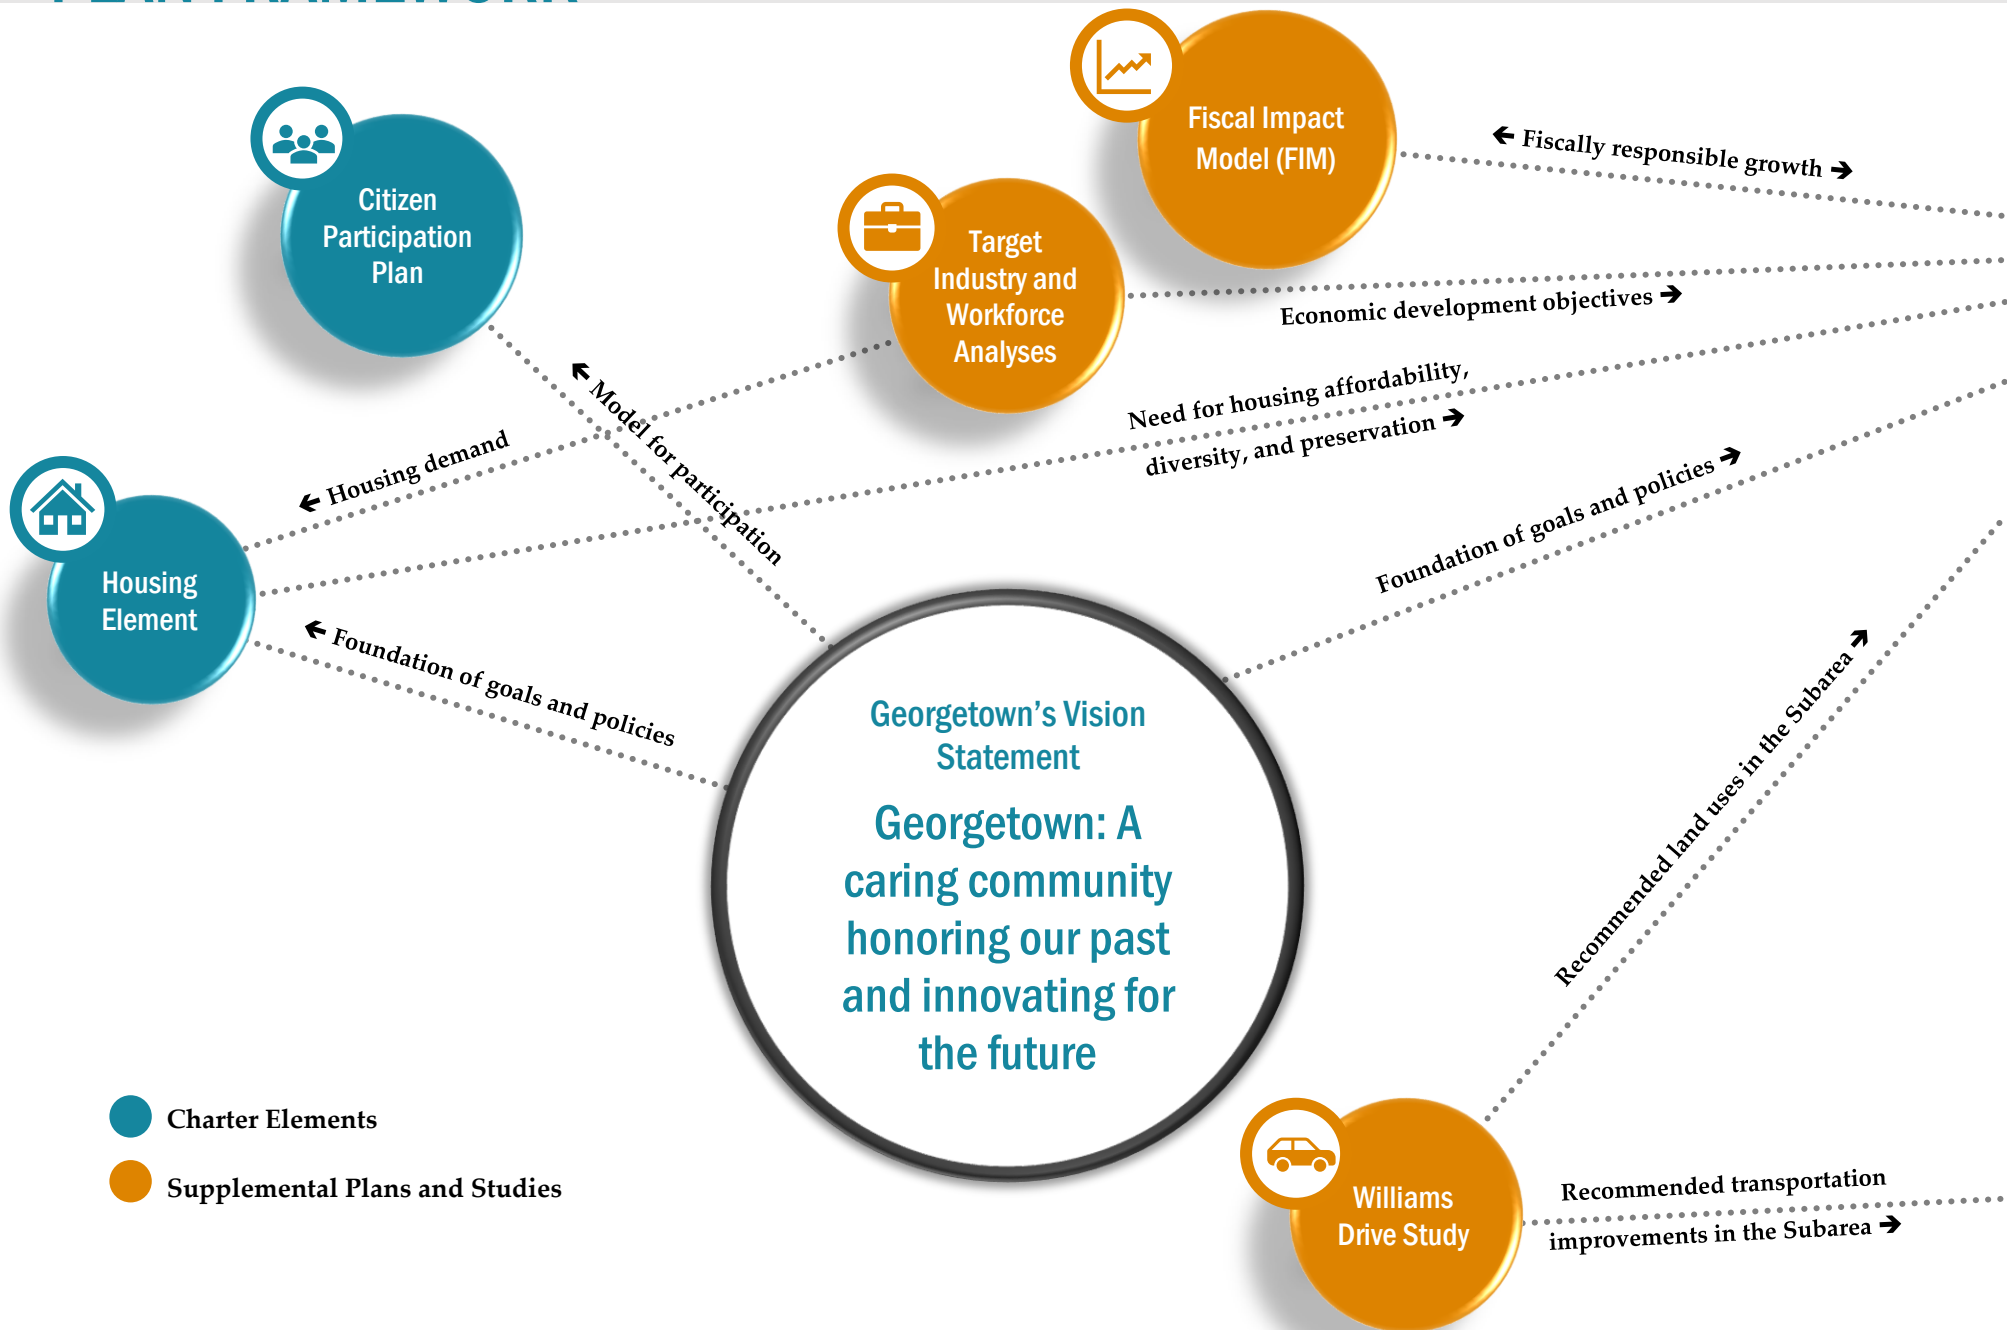 PLAN FRAMEWORK
Citizen
Participation
Plan
Fiscal Impact
Model (FIM)
← Fiscally responsible growth →
Target
Industry and
Workforce
Analyses
Economic development objectives →
← Model for participation
Need for housing affordability,
diversity, and preservation →
← Housing demand
Foundation of goals and policies →
Housing
Element
← Foundation of goals and policies
Recommended land uses in the Subarea →
Georgetown’s Vision
Statement
Georgetown: A
caring community
honoring our past
and innovating for
the future
Charter Elements
Supplemental Plans and Studies
Williams
Drive Study
Recommended transportation
improvements in the Subarea →